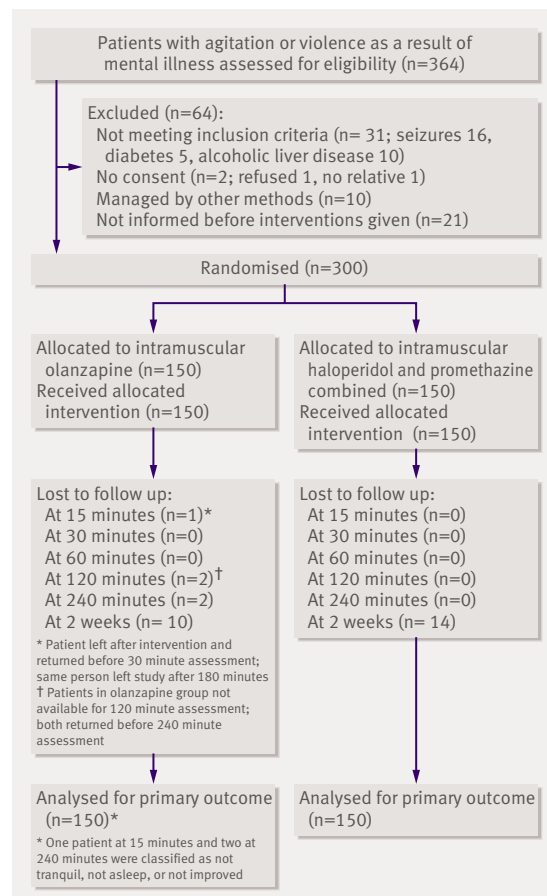 Patients with agitation or violence as a result of
mental illness assessed for eligibility (n=364)
Excluded (n=64):
Not meeting inclusion criteria (n= 31; seizures 16,
diabetes 5, alcoholic liver disease 10)
No consent (n=2; refused 1, no relative 1)
Managed by other methods (n=10)
Not informed before interventions given (n=21)
Randomised (n=300)
Allocated to intramuscular
olanzapine (n=150)
Received allocated
intervention (n=150)
Allocated to intramuscular
haloperidol and promethazine
combined (n=150)
Received allocated
intervention (n=150)
Lost to follow up:
At 15 minutes (n=1)*
At 30 minutes (n=0)
At 60 minutes (n=0)
At 120 minutes (n=2)†
At 240 minutes (n=2)
At 2 weeks (n= 10)
* Patient left after intervention and
returned before 30 minute assessment;
same person left study after 180 minutes
† Patients in olanzapine group not
available for 120 minute assessment;
both returned before 240 minute
assessment
Lost to follow up:
At 15 minutes (n=0)
At 30 minutes (n=0)
At 60 minutes (n=0)
At 120 minutes (n=0)
At 240 minutes (n=0)
At 2 weeks (n= 14)
Analysed for primary outcome
(n=150)*
* One patient at 15 minutes and two at
240 minutes were classified as not
tranquil, not asleep, or not improved
Analysed for primary outcome
(n=150)